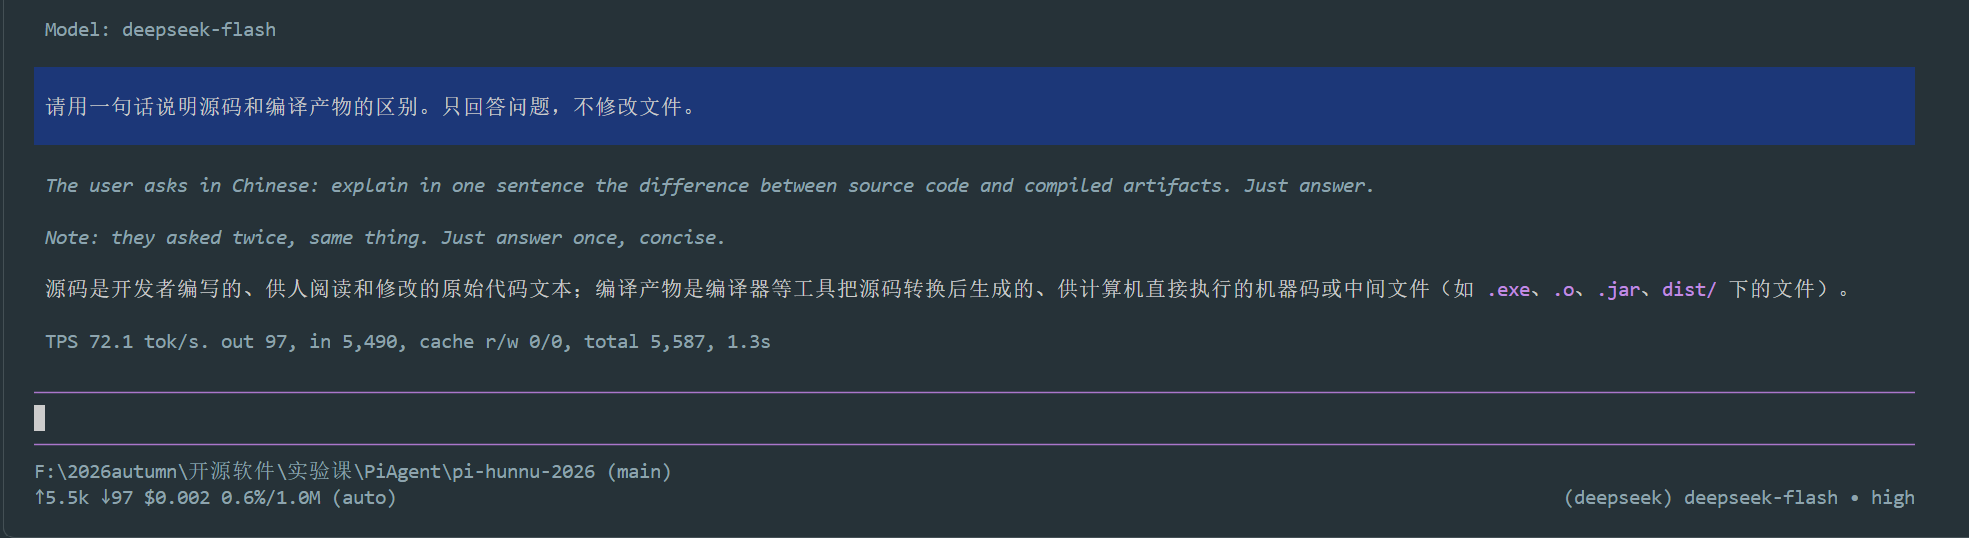 Model: deepseek-flash
请用一句话说明源码和编译产物的区别。只回答问题，不修改文件。
The user asks in Chinese: explain in one sentence the difference between source code and compiled artifacts. Just answer.
Note: they asked twice, same thing. Just answer once, concise.
源码是开发者编写的、供人阅读和修改的原始代码文本；编译产物是编译器等工具把源码转换后生成的、供计算机直接执行的机器码或中间文件（如 .exe、.o、.jar、dist/ 下的文件）。
TPS 72.1 tok/s. out 97, in 5,490, cache r/w 0/0, total 5,587, 1.3s
F:\2026autumn\开源软件\实验课\PiAgent\pi-hunnu-2026 (main)
↑5.5k ↓97 $0.002 0.6%/1.0M (auto) (deepseek) deepseek-flash • high